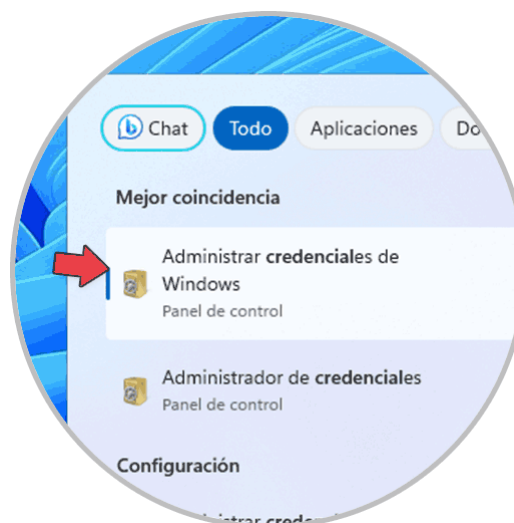 Chat Todo Aplicaciones Do
Mejor coincidencia
Administrar credenciales de
Windows
Panel de control
Administrador de credenciales
Panel de control
Configuración